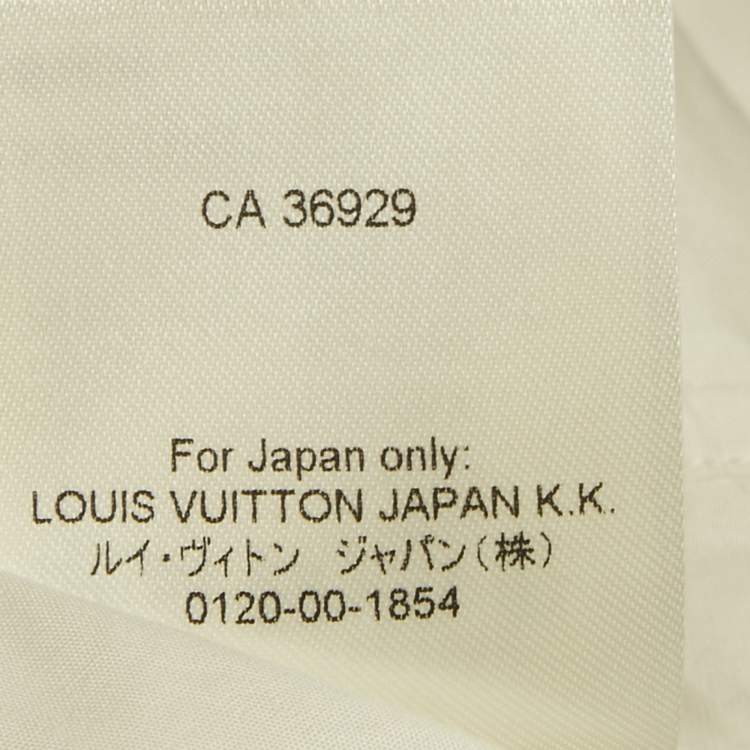 CA 36929
For Japan only:
LOUIS VUITTON JAPAN K.K.
ルイ・ヴィトン　ジャパン(株)
0120-00-1854